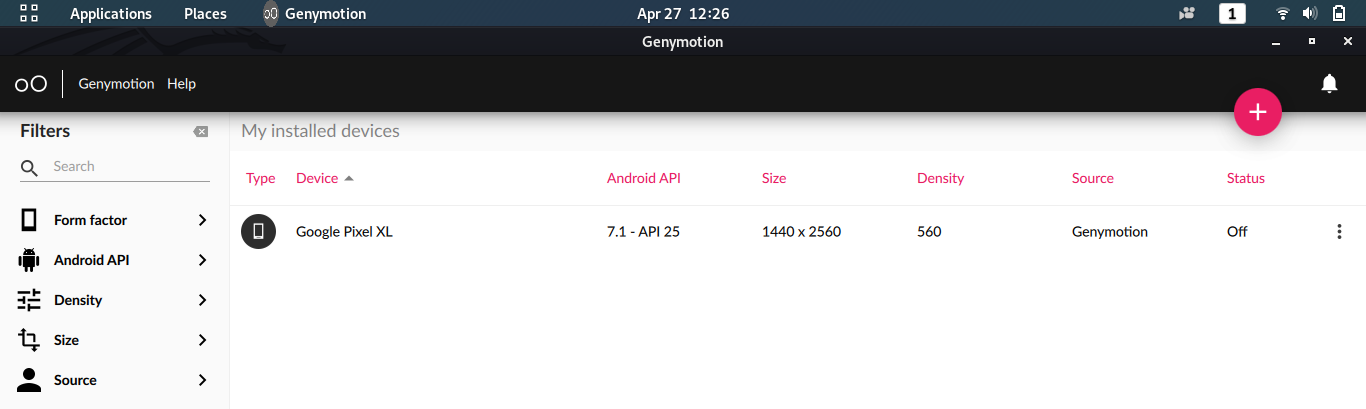 Applications Places Genymotion Apr 27 12:26 1
Genymotion
oO Genymotion Help
Filters My installed devices
Search
Type Device Android API Size Density Source Status
Form factor
Google Pixel XL 7.1 - API 25 1440 x 2560 560 Genymotion Off
Android API
Density
Size
Source